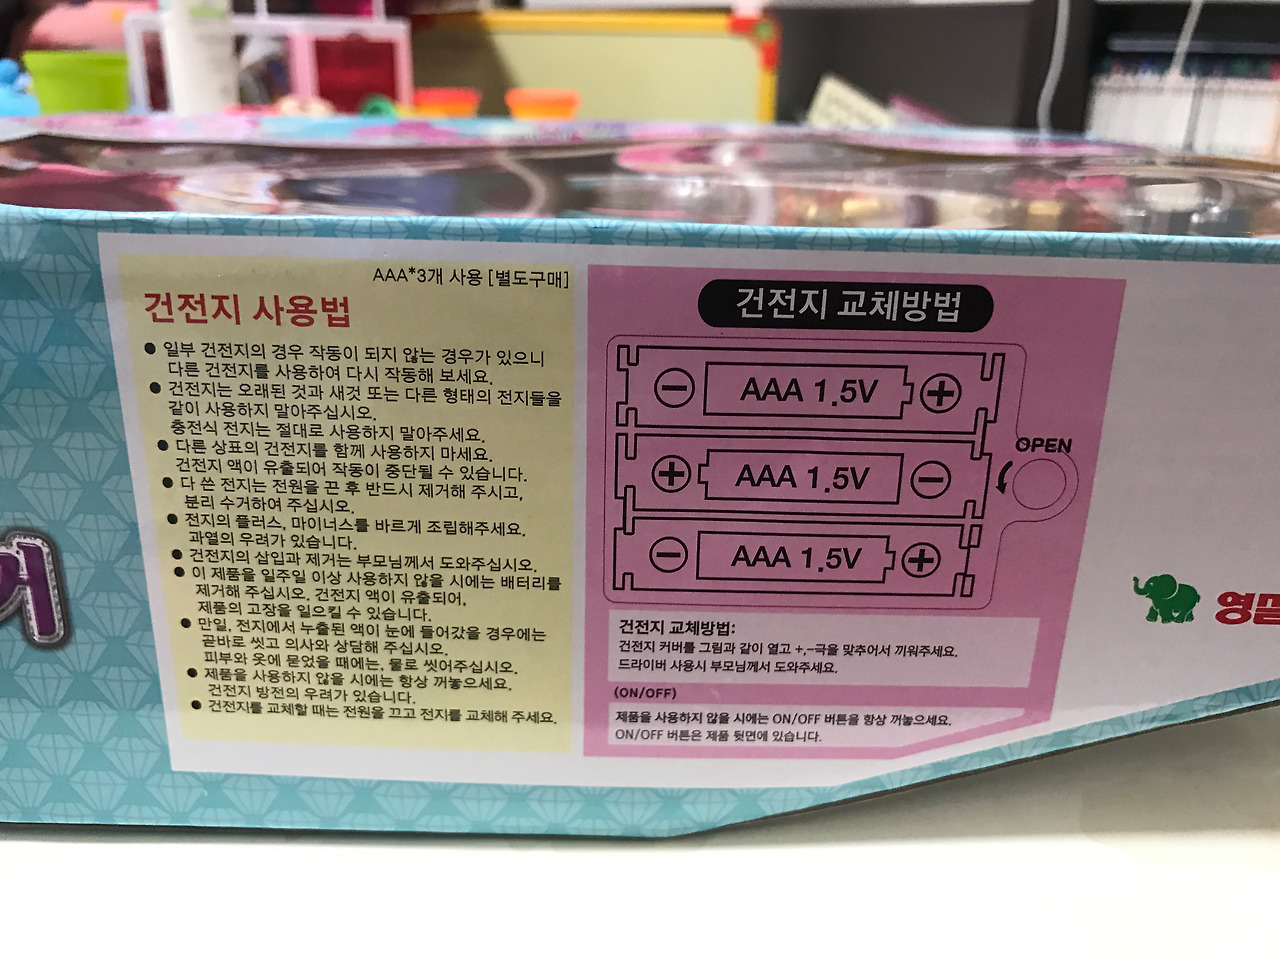 AAA*3개 사용 [별도구매]
건전지 사용법
● 일부 건전지의 경우 작동이 되지 않는 경우가 있으니
다른 건전지를 사용하여 다시 작동해 보세요.
● 건전지는 오래된 것과 새것 또는 다른 형태의 전지들을
같이 사용하지 말아주십시오.
충전식 전지는 절대로 사용하지 말아주세요.
● 다른 상표의 건전지를 함께 사용하지 마세요.
건전지 액이 유출되어 작동이 중단될 수 있습니다.
● 다 쓴 전지는 전원을 끈 후 반드시 제거해 주시고,
분리 수거하여 주십시오.
● 전지의 플러스, 마이너스를 바르게 조립해주세요.
과열의 우려가 있습니다.
● 건전지의 삽입과 제거는 부모님께서 도와주십시오.
● 이 제품을 일주일 이상 사용하지 않을 시에는 배터리를
제거해 주십시오. 건전지 액이 유출되어,
제품의 고장을 일으킬 수 있습니다.
● 만일, 전지에서 누출된 액이 눈에 들어갔을 경우에는
곧바로 씻고 의사와 상담해 주십시오.
피부와 옷에 묻었을 때에는, 물로 씻어주십시오.
● 제품을 사용하지 않을 시에는 항상 꺼놓으세요.
건전지 방전의 우려가 있습니다.
● 건전지를 교체할 때는 전원을 끄고 전지를 교체해 주세요.
건전지 교체방법
− AAA 1.5V +
OPEN
+ AAA 1.5V −
− AAA 1.5V +
건전지 교체방법:
건전지 커버를 그림과 같이 열고 +,−극을 맞추어서 끼워주세요.
드라이버 사용시 부모님께서 도와주세요.
(ON/OFF)
제품을 사용하지 않을 시에는 ON/OFF 버튼을 항상 꺼놓으세요.
ON/OFF 버튼은 제품 뒷면에 있습니다.
영